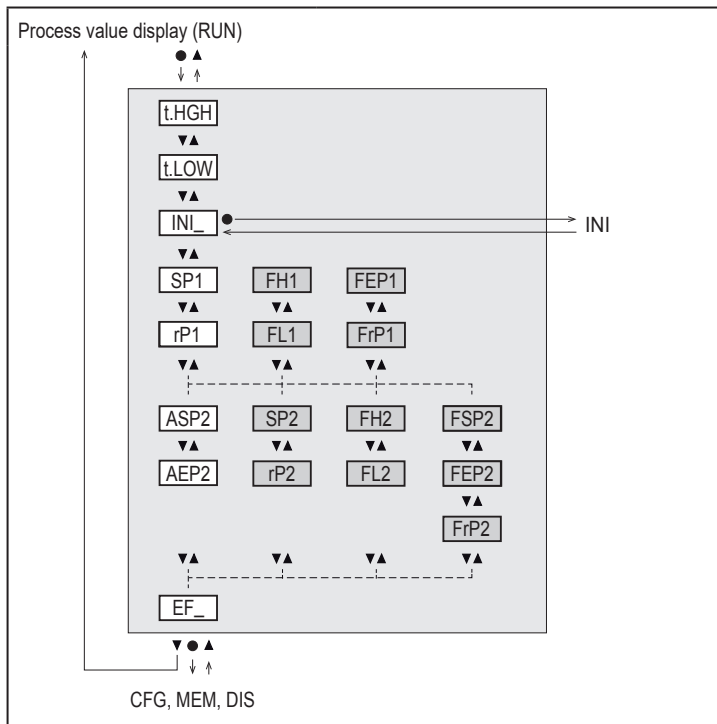 Process value display (RUN)
t.HGH
t.LOW
INI_
INI
SP1 FH1 FEP1
rP1 FL1 FrP1
ASP2 SP2 FH2 FSP2
AEP2 rP2 FL2 FEP2
FrP2
EF_
CFG, MEM, DIS